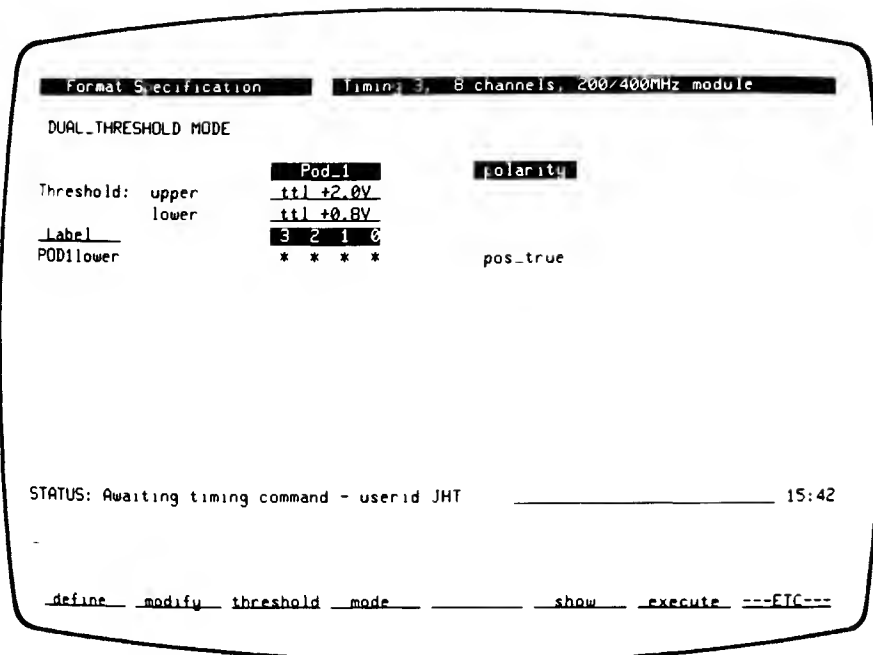 Format Specification Timing 3, 8 channels, 200/400MHz module
DUAL_THRESHOLD MODE
Pod_1 polarity
Threshold: upper ttl +2.0V
lower ttl +0.8V
Label 3 2 1 0
POD1lower * * * * pos_true
STATUS: Awaiting timing command - userid JHT 15:42
define modify threshold mode show execute ---ETC---